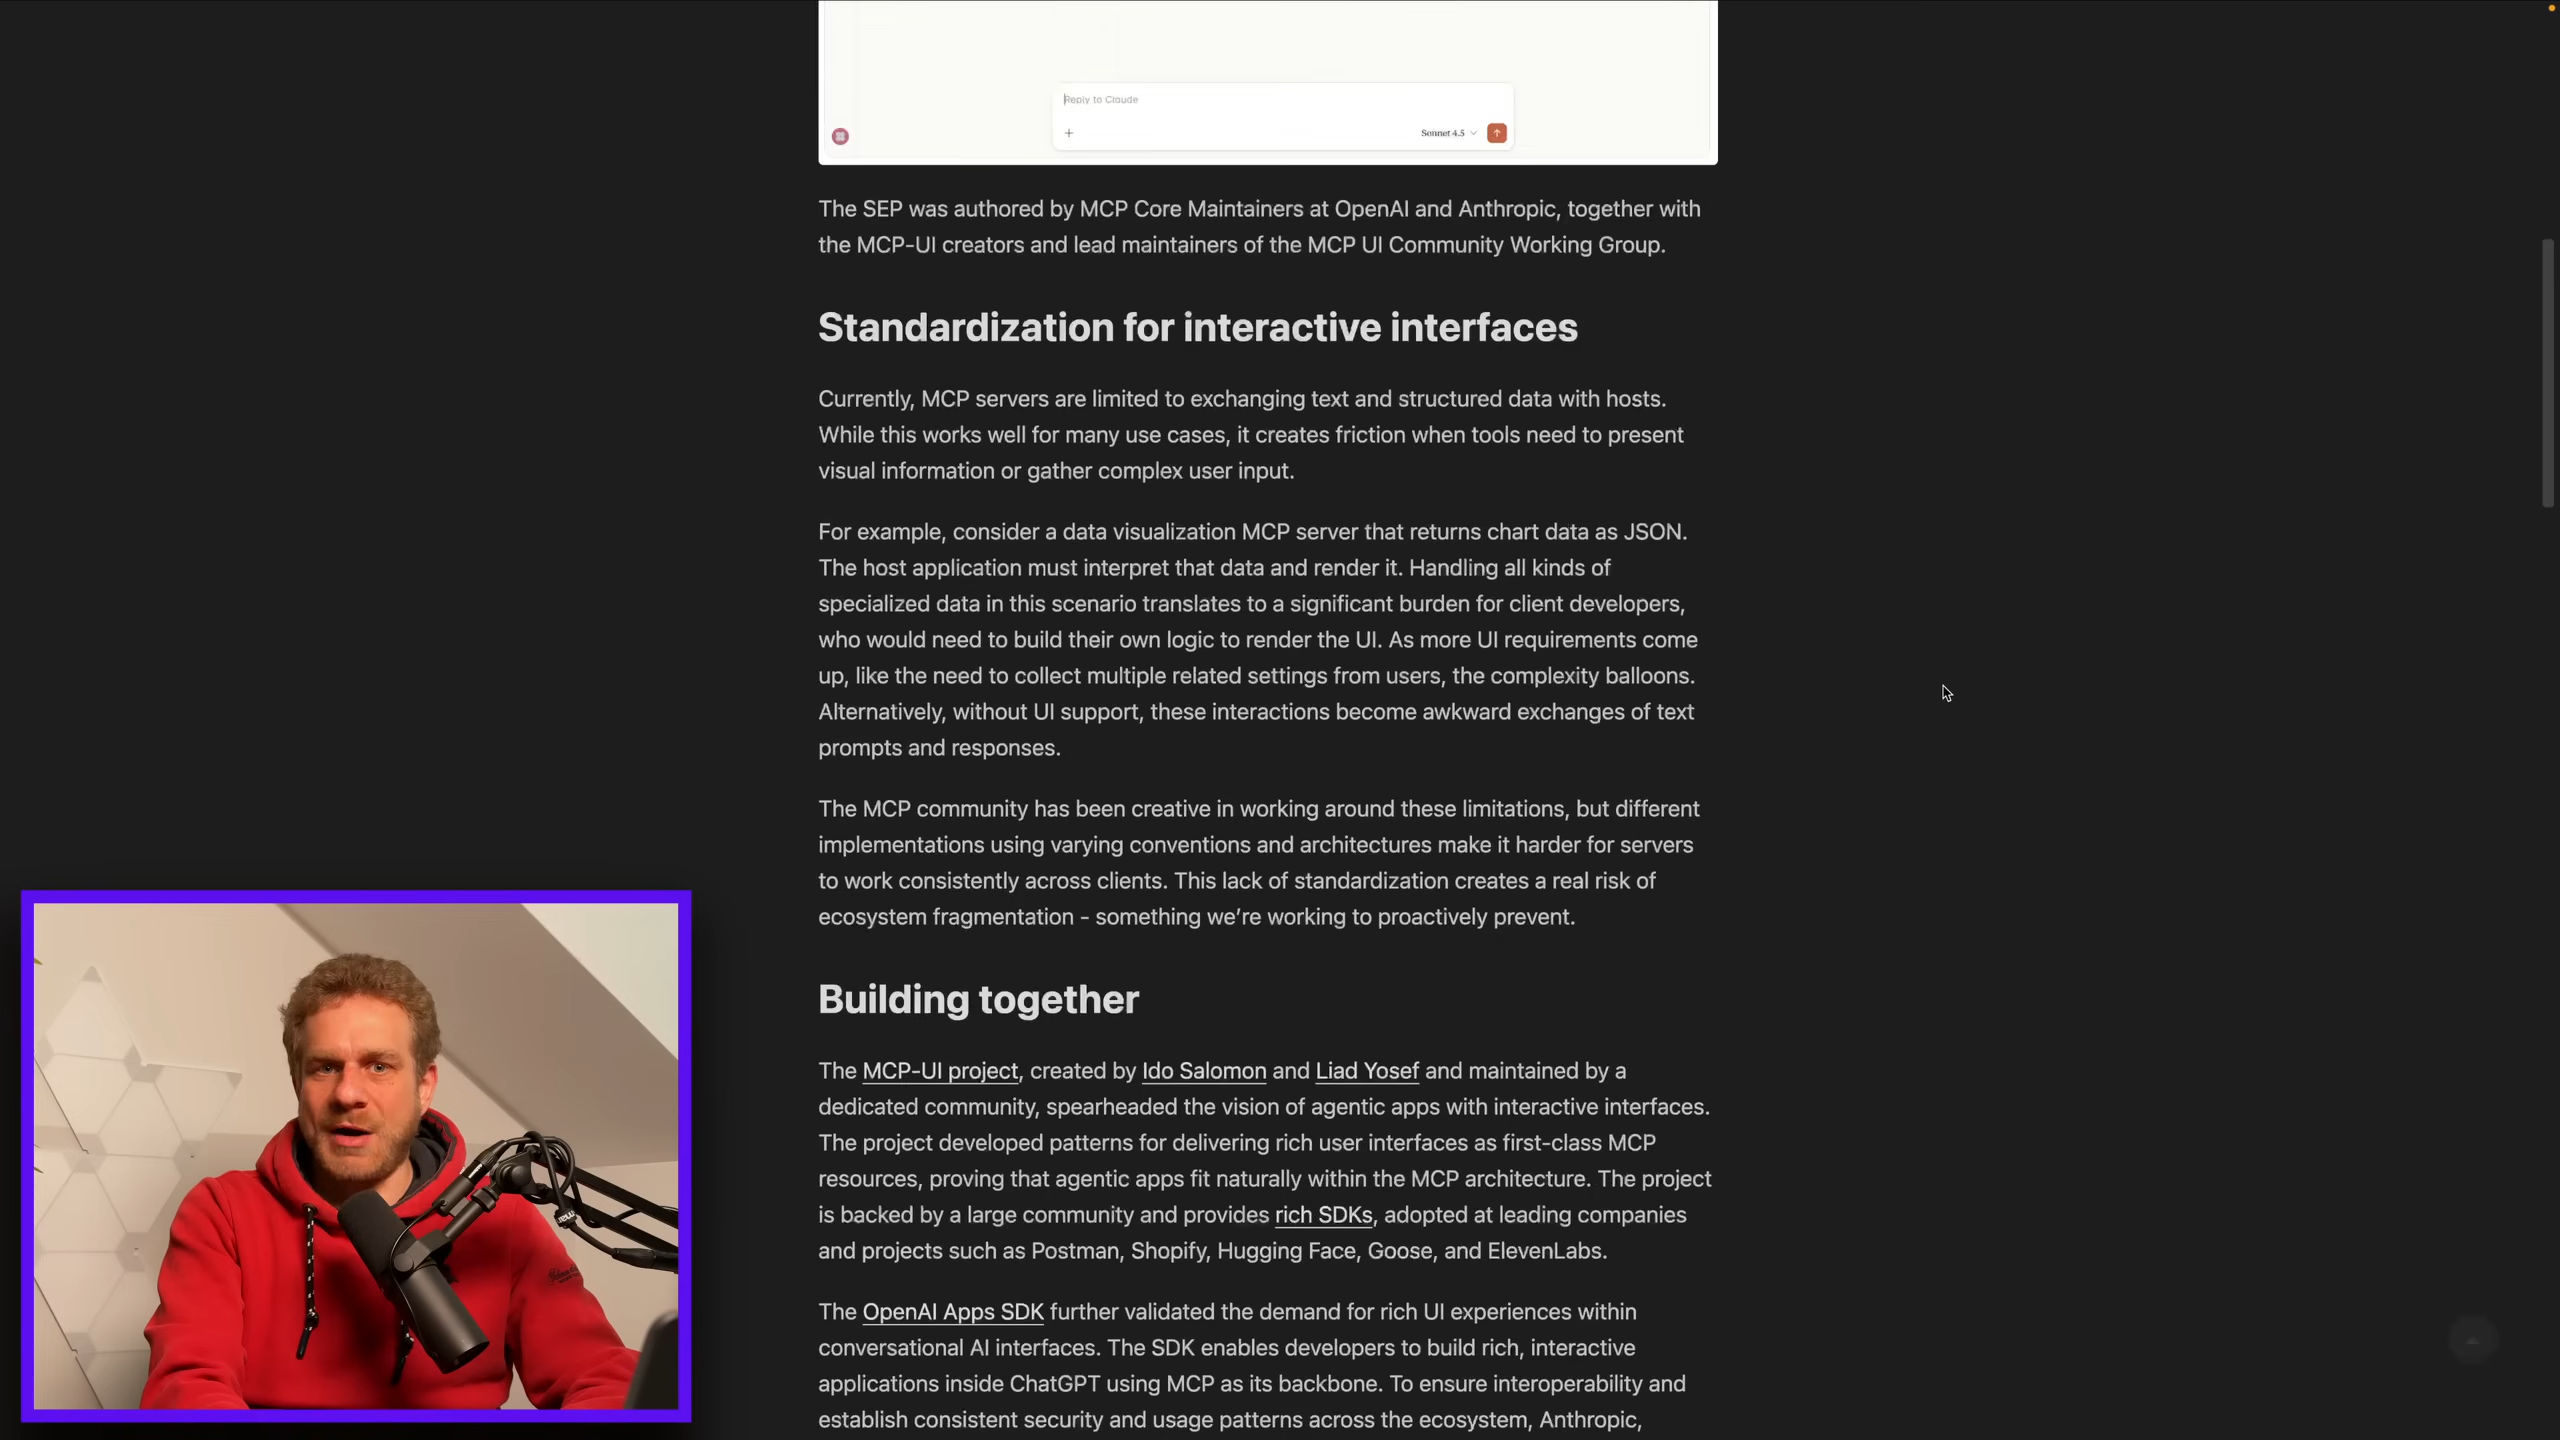 Reply to Claude
Sonnet 4.5
The SEP was authored by MCP Core Maintainers at OpenAI and Anthropic, together with
the MCP-UI creators and lead maintainers of the MCP UI Community Working Group.
Standardization for interactive interfaces
Currently, MCP servers are limited to exchanging text and structured data with hosts.
While this works well for many use cases, it creates friction when tools need to present
visual information or gather complex user input.
For example, consider a data visualization MCP server that returns chart data as JSON.
The host application must interpret that data and render it. Handling all kinds of
specialized data in this scenario translates to a significant burden for client developers,
who would need to build their own logic to render the UI. As more UI requirements come
up, like the need to collect multiple related settings from users, the complexity balloons.
Alternatively, without UI support, these interactions become awkward exchanges of text
prompts and responses.
The MCP community has been creative in working around these limitations, but different
implementations using varying conventions and architectures make it harder for servers
to work consistently across clients. This lack of standardization creates a real risk of
ecosystem fragmentation - something we’re working to proactively prevent.
Building together
The MCP-UI project, created by Ido Salomon and Liad Yosef and maintained by a
dedicated community, spearheaded the vision of agentic apps with interactive interfaces.
The project developed patterns for delivering rich user interfaces as first-class MCP
resources, proving that agentic apps fit naturally within the MCP architecture. The project
is backed by a large community and provides rich SDKs, adopted at leading companies
and projects such as Postman, Shopify, Hugging Face, Goose, and ElevenLabs.
The OpenAI Apps SDK further validated the demand for rich UI experiences within
conversational AI interfaces. The SDK enables developers to build rich, interactive
applications inside ChatGPT using MCP as its backbone. To ensure interoperability and
establish consistent security and usage patterns across the ecosystem, Anthropic,